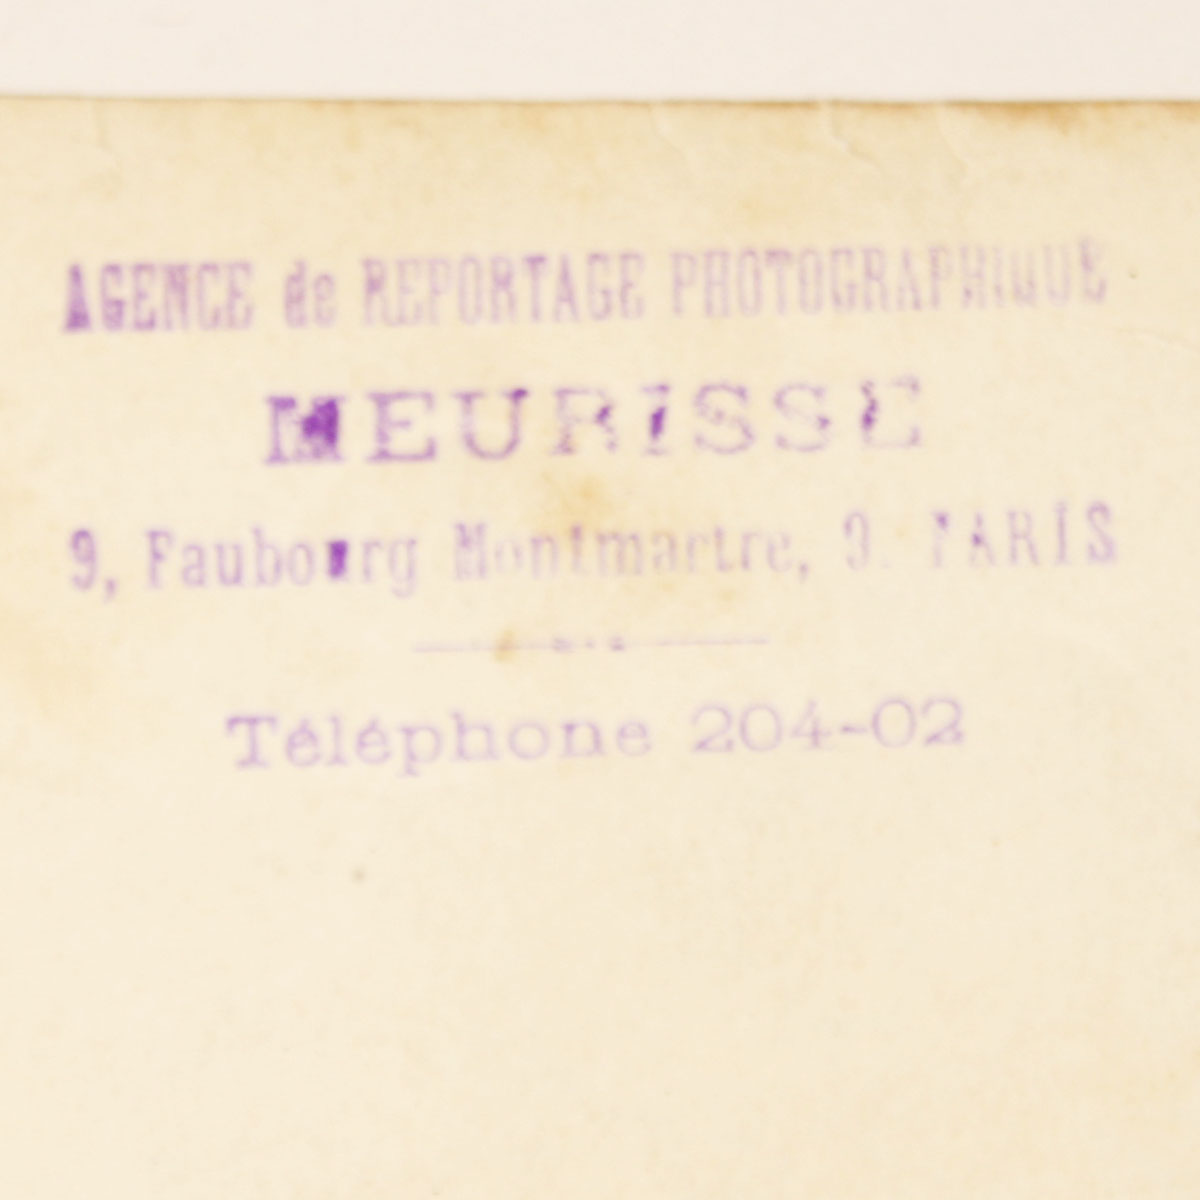 AGENCE de REPORTAGE PHOTOGRAPHIQUE
MEURISSE
9, Faubourg Montmartre, 9. PARIS
Téléphone 204-02